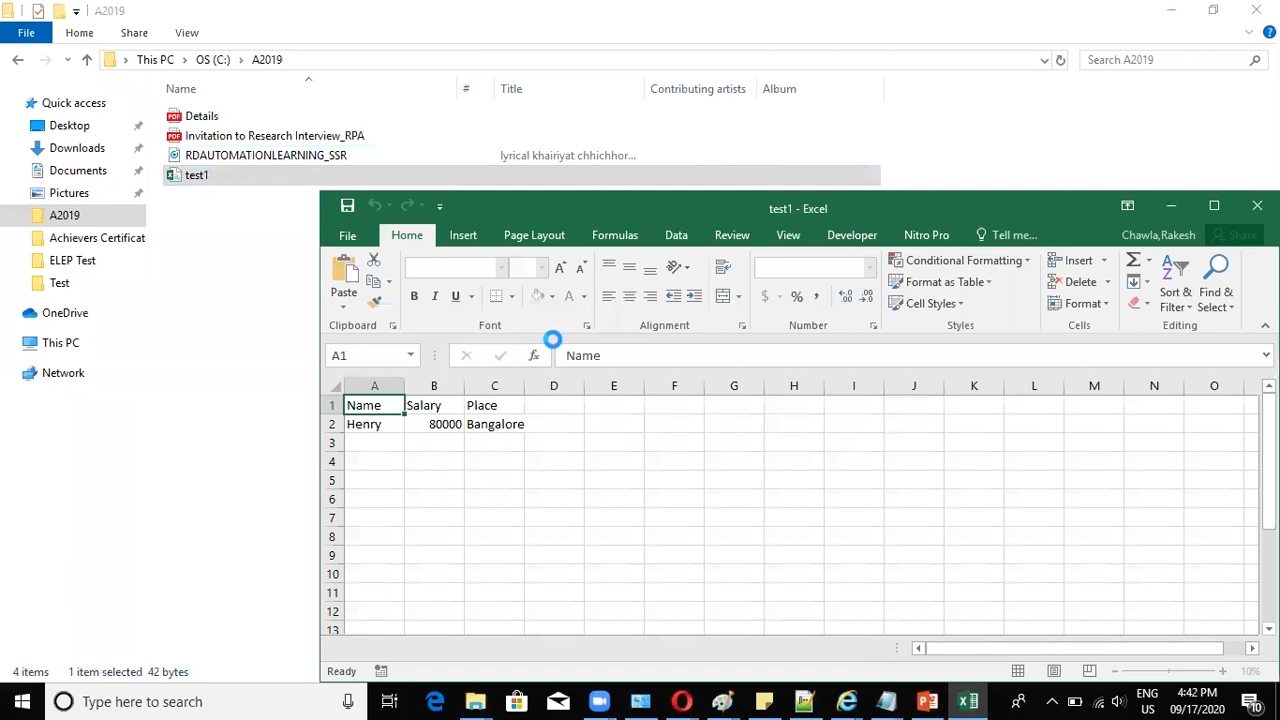 A2019
File Home Share View
This PC OS (C:) A2019 Search A2019
Name # Title Contributing artists Album
Quick access
Desktop
Downloads
Documents
Pictures
A2019
Achievers Certificat
ELEP Test
Test
OneDrive
This PC
Network
Details
Invitation to Research Interview_RPA
RDAUTOMATIONLEARNING_SSR lyrical khairiyat chhichhor...
test1
test1 - Excel
File Home Insert Page Layout Formulas Data Review View Developer Nitro Pro Tell me... Chawla,Rakesh Share
Paste
Clipboard
B I U A A A
Font
Alignment
$ % ,
Number
Conditional Formatting
Format as Table
Cell Styles
Styles
Insert
Delete
Format
Cells
Sort & Filter
Find & Select
Editing
A1 fx Name
A B C D E F G H I J K L M N O
1 Name Salary Place
2 Henry 80000 Bangalore
3
4
5
6
7
8
9
10
11
12
13
Ready 10%
4 items 1 item selected 42 bytes
Type here to search ENG US 4:42 PM 09/17/2020 10